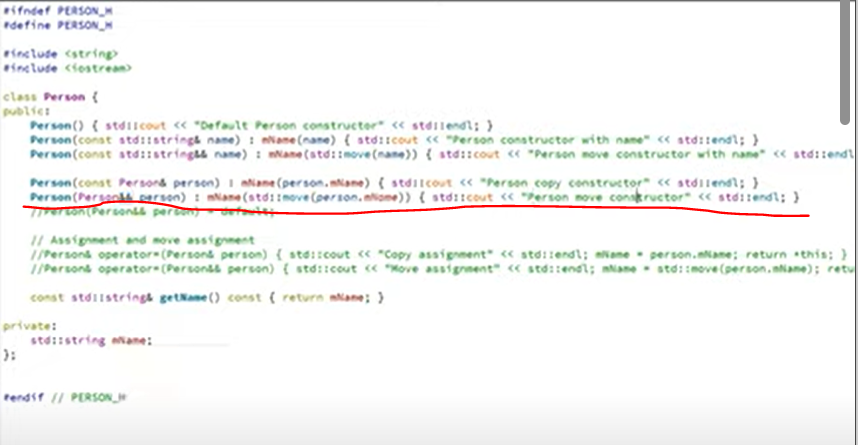 #ifndef PERSON_H
#define PERSON_H
#include <string>
#include <iostream>
class Person {
public:
Person() { std::cout << "Default Person constructor" << std::endl; }
Person(const std::string& name) : mName(name) { std::cout << "Person constructor with name" << std::endl; }
Person(std::string&& name) : mName(std::move(name)) { std::cout << "Person move constructor with name" << std::endl
Person(const Person& person) : mName(person.mName) { std::cout << "Person copy constructor" << std::endl; }
Person(Person&& person) : mName(std::move(person.mName)) { std::cout << "Person move constructor" << std::endl; }
//Person(Person&& person) = default;
// Assignment and move assignment
//Person& operator=(Person& person) { std::cout << "Copy assignment" << std::endl; mName = person.mName; return *this; }
//Person& operator=(Person&& person) { std::cout << "Move assignment" << std::endl; mName = std::move(person.mName); retu
const std::string& getName() const { return mName; }
private:
std::string mName;
};
#endif // PERSON_H